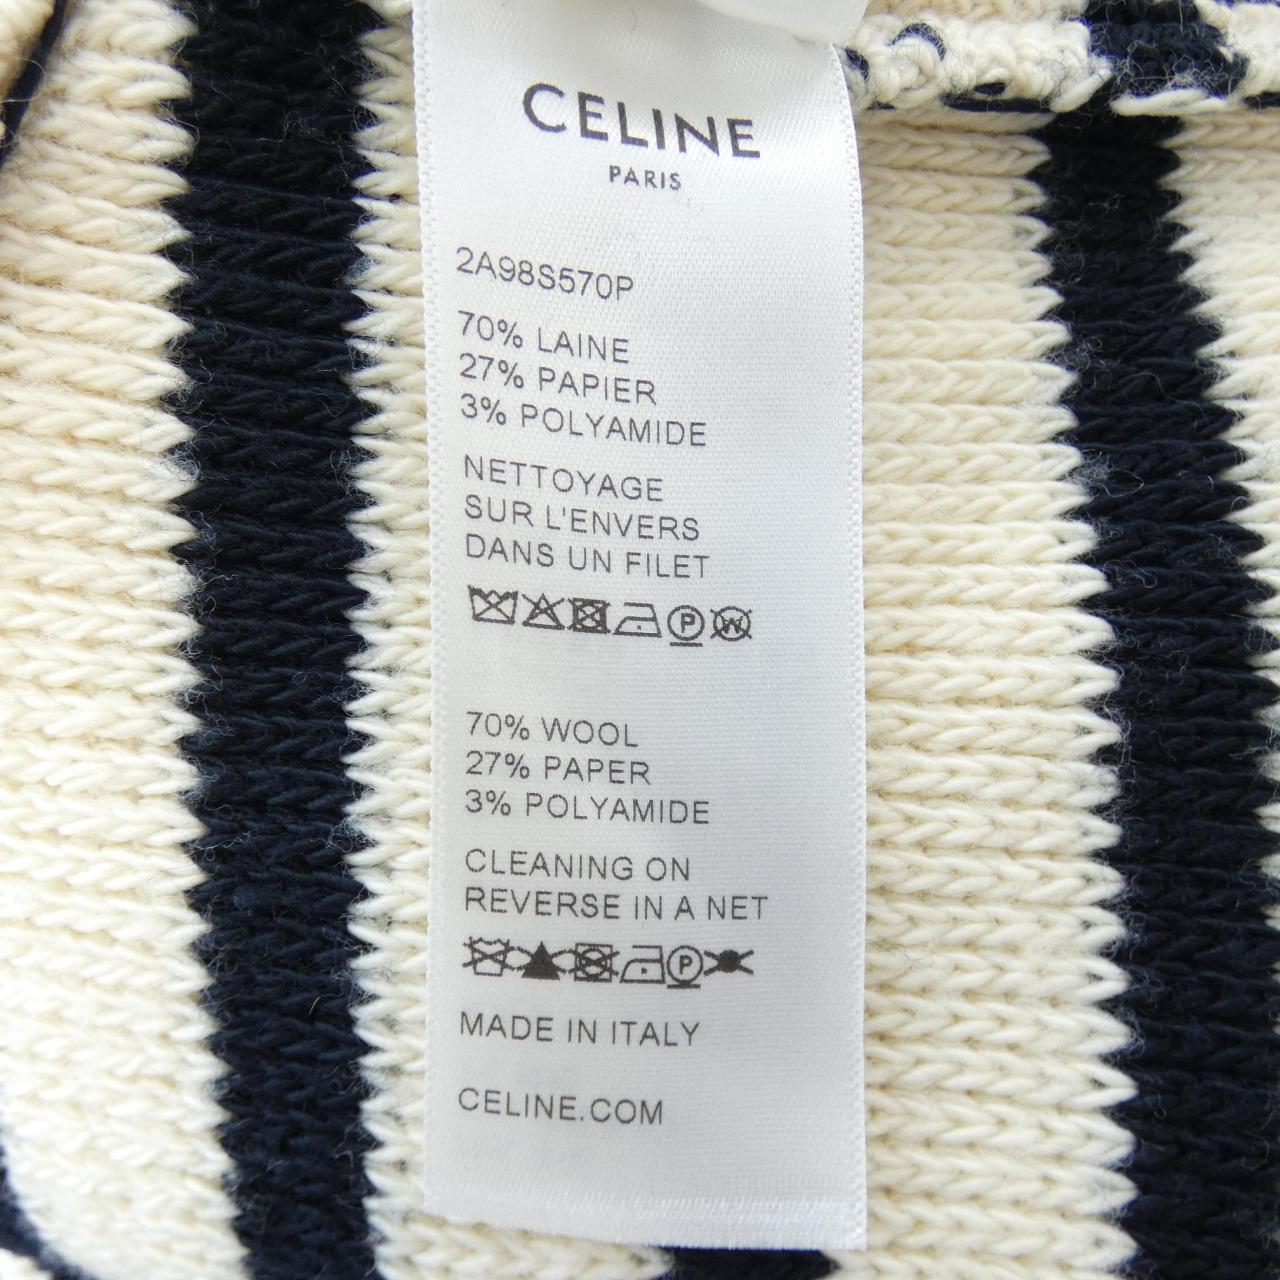 CELINE
PARIS
2A98S570P
70% LAINE
27% PAPIER
3% POLYAMIDE
NETTOYAGE
SUR L'ENVERS
DANS UN FILET
P W
70% WOOL
27% PAPER
3% POLYAMIDE
CLEANING ON
REVERSE IN A NET
P
MADE IN ITALY
CELINE.COM